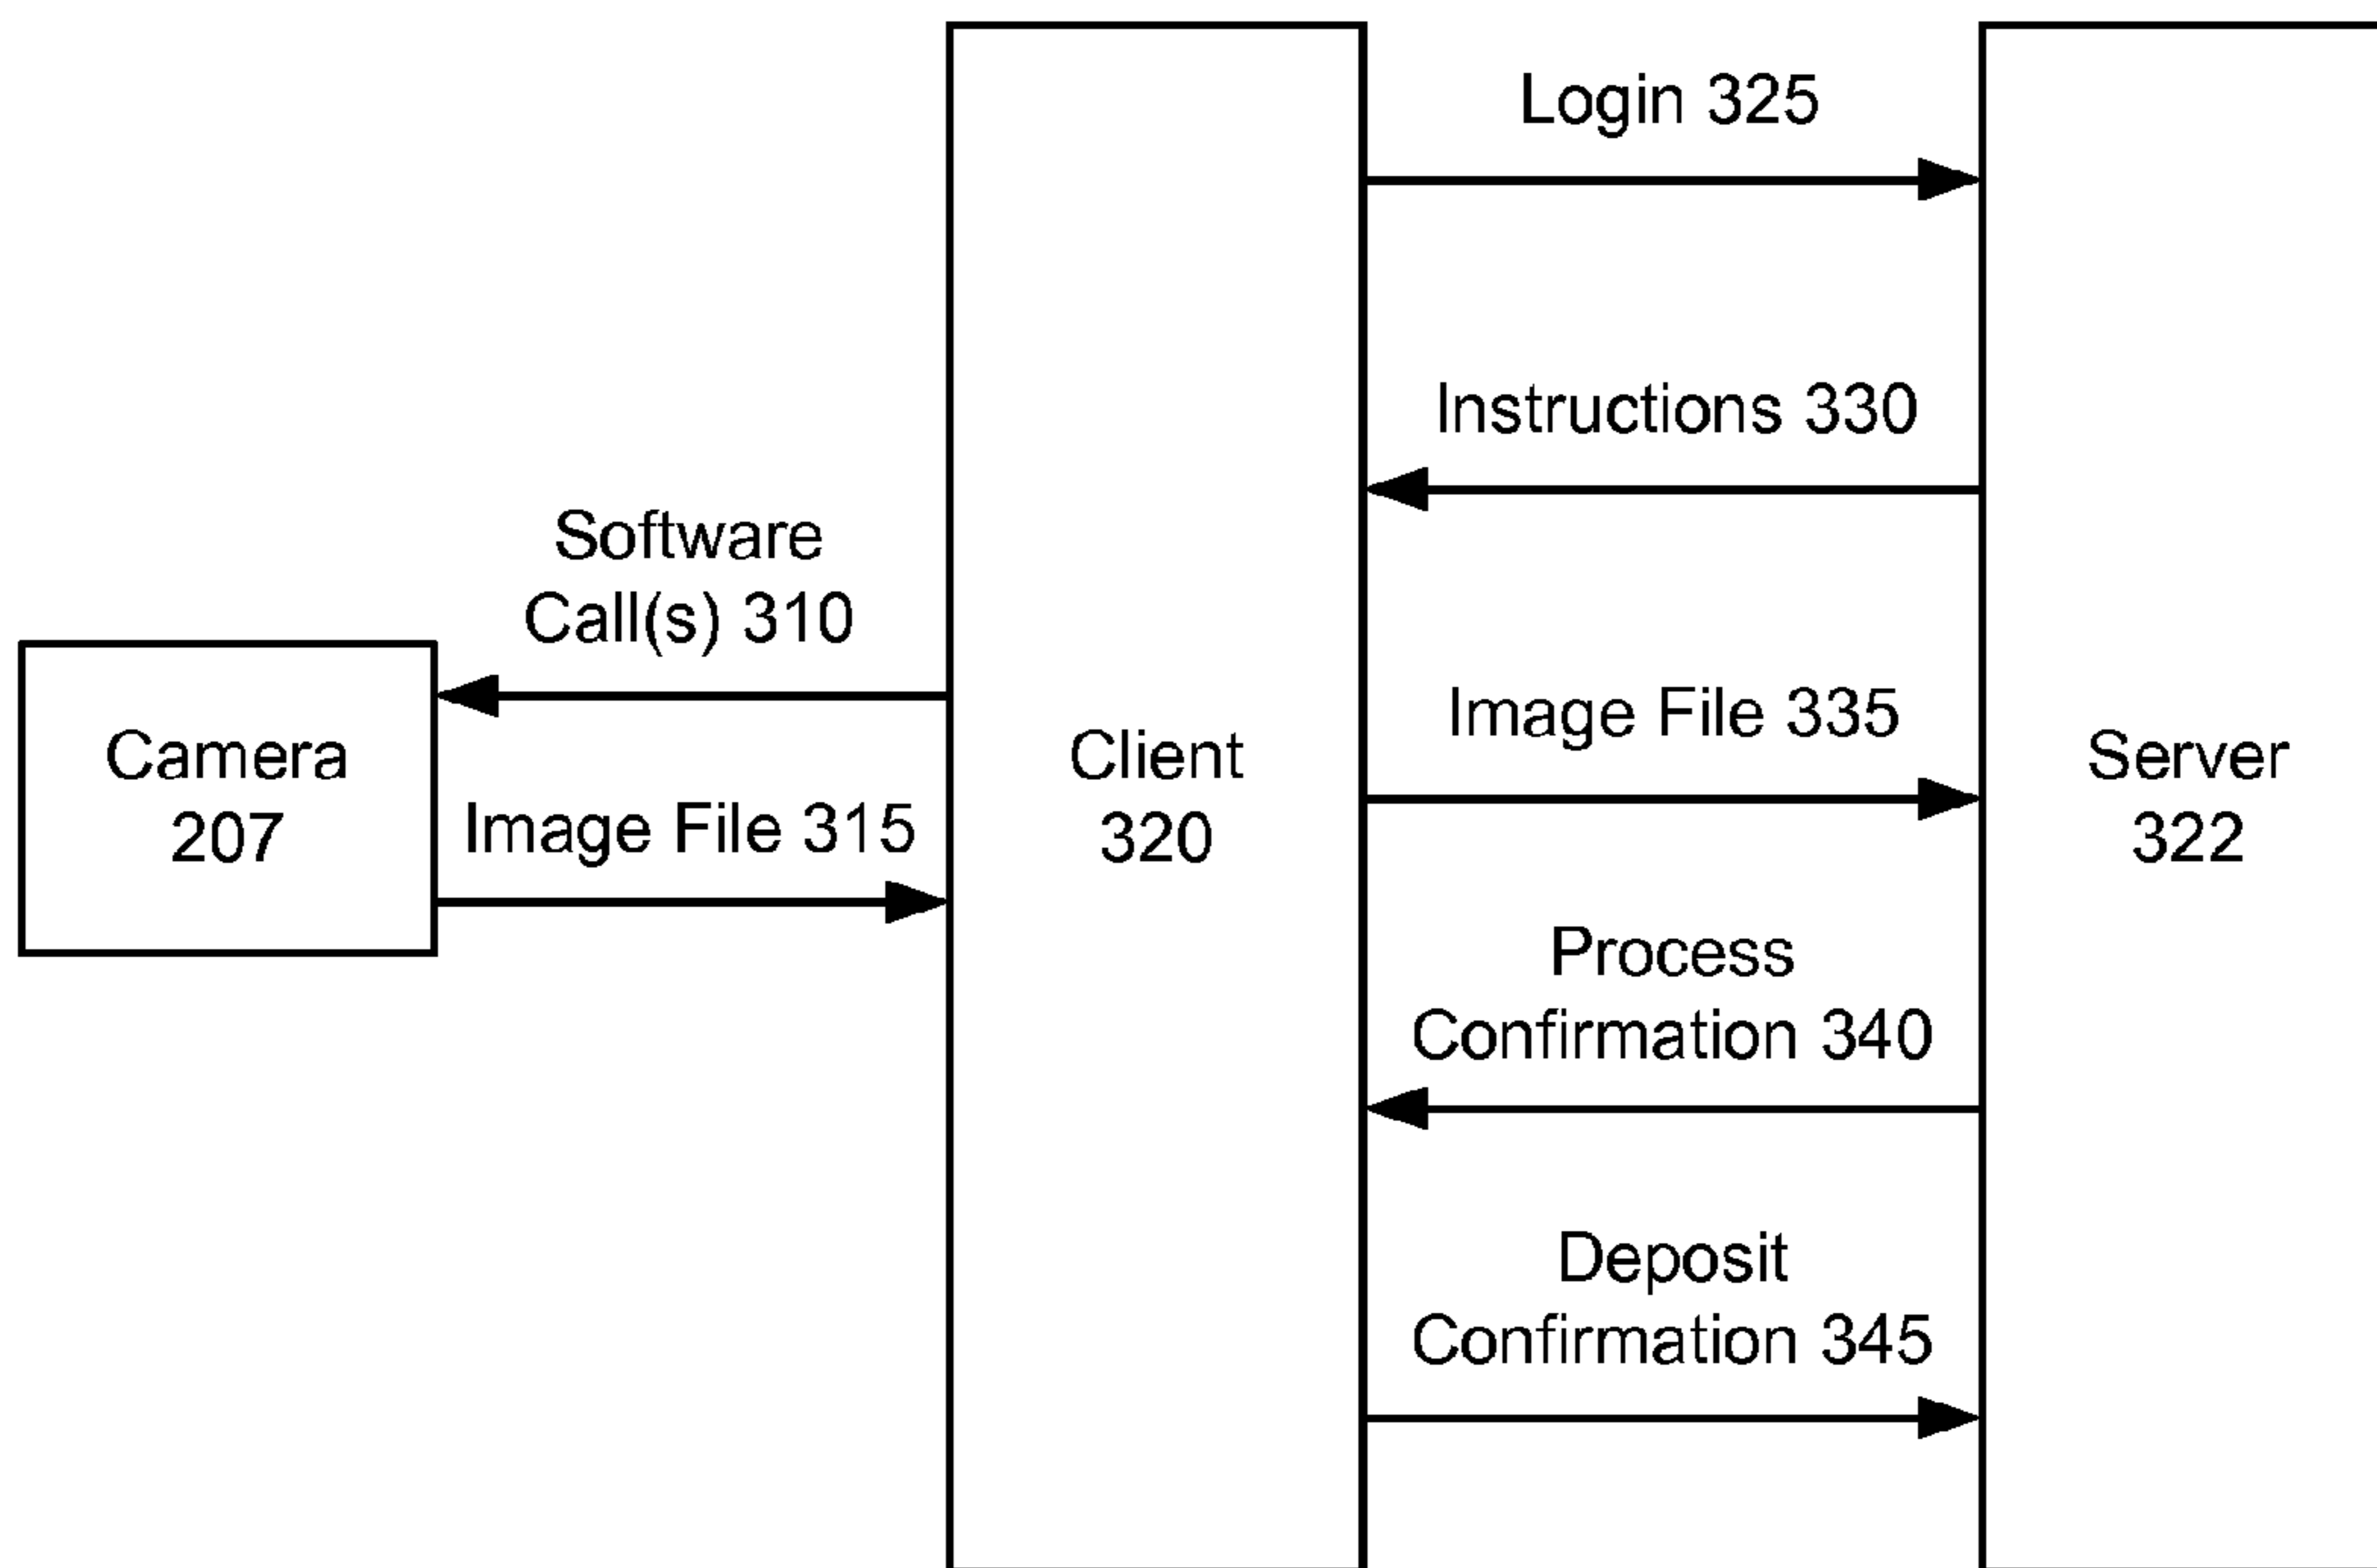 Login 325
Instructions 330
Software
Call(s) 310
Image File 335
Camera
207
Image File 315
Client
320
Server
322
Process
Confirmation 340
Deposit
Confirmation 345